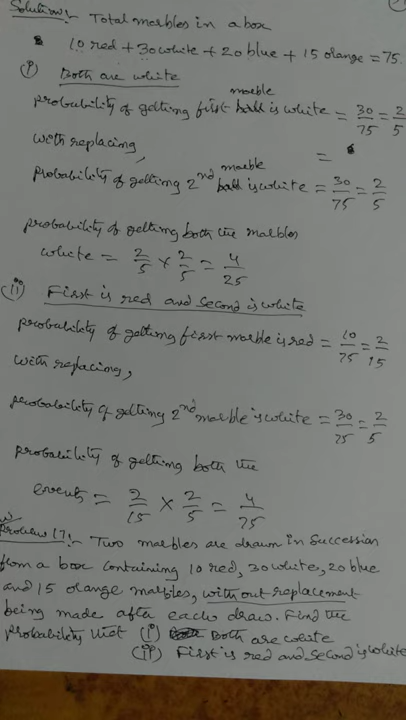 Solution:- Total marbles in a box
10 red + 30 white + 20 blue + 15 olange = 75.
(i) Both are white
probability of getting first ball marble is white = 30/75 = 2/5
with replacing, =
probability of getting 2nd ball marble is white = 30/75 = 2/5
probability of getting both the marbles
white = 2/5 × 2/5 = 4/25
(ii) First is red and second is white
probability of getting first marble is red = 10/75 = 2/15
with replacing,
probability of getting 2nd marble is white = 30/75 = 2/5
probability of getting both the
events = 2/15 × 2/5 = 4/75
Problem 17:- Two marbles are drawn in Succession
from a box containing 10 red, 30 white, 20 blue
and 15 olange marbles, with out replacement
being made after each draw. Find the
probability that (i) Both are white
(ii) First is red and second is white